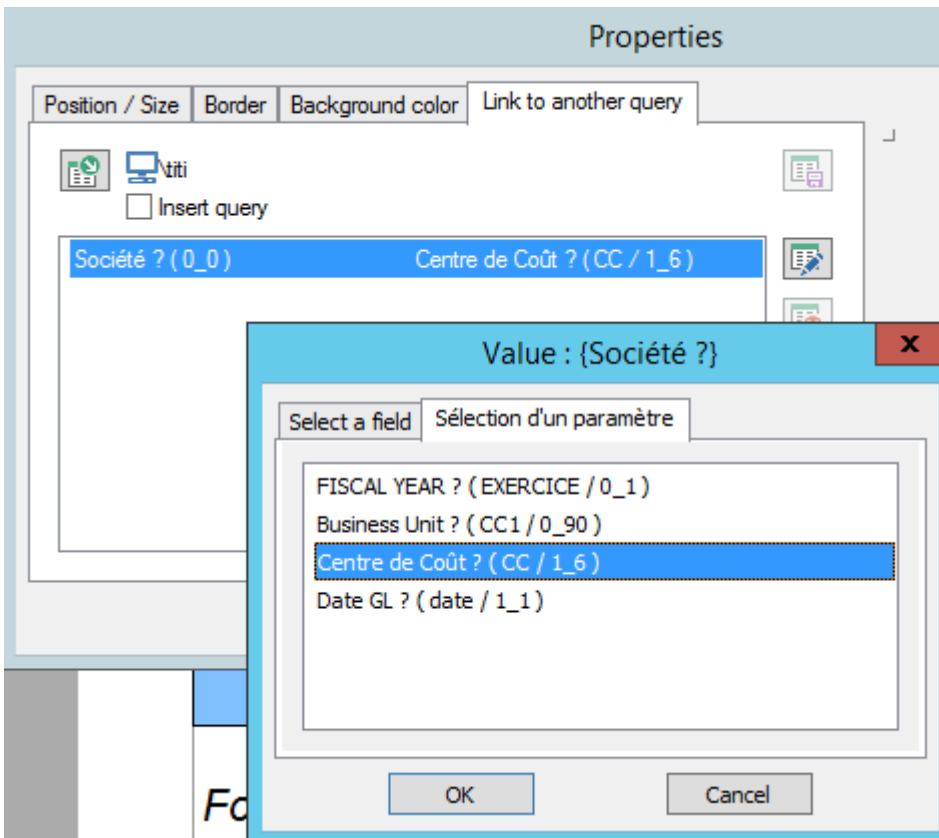 Properties
Position / Size Border Background color Link to another query
\titi
Insert query
Société ? ( 0_0 ) Centre de Coût ? ( CC / 1_6 )
Value : {Société ?}
x
Select a field Sélection d'un paramètre
FISCAL YEAR ? ( EXERCICE / 0_1 )
Business Unit ? ( CC1 / 0_90 )
Centre de Coût ? ( CC / 1_6 )
Date GL ? ( date / 1_1 )
OK Cancel
Fo